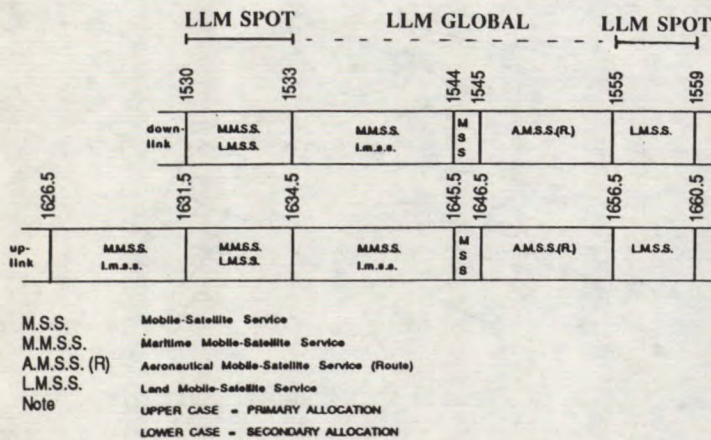 LLM SPOT LLM GLOBAL LLM SPOT
1530 1533 1544 1545 1555 1559
down-
link
M.M.S.S.
L.M.S.S.
M.M.S.S.
l.m.s.s.
M
S
S
A.M.S.S.(R.)
L.M.S.S.
1626.5 1631.5 1634.5 1645.5 1646.5 1656.5 1660.5
up-
link
M.M.S.S.
l.m.s.s.
M.M.S.S.
L.M.S.S.
M.M.S.S.
l.m.s.s.
M
S
S
A.M.S.S.(R.)
L.M.S.S.
M.S.S. Mobile-Satellite Service
M.M.S.S. Maritime Mobile-Satellite Service
A.M.S.S. (R) Aeronautical Mobile-Satellite Service (Route)
L.M.S.S. Land Mobile-Satellite Service
Note UPPER CASE = PRIMARY ALLOCATION
LOWER CASE = SECONDARY ALLOCATION